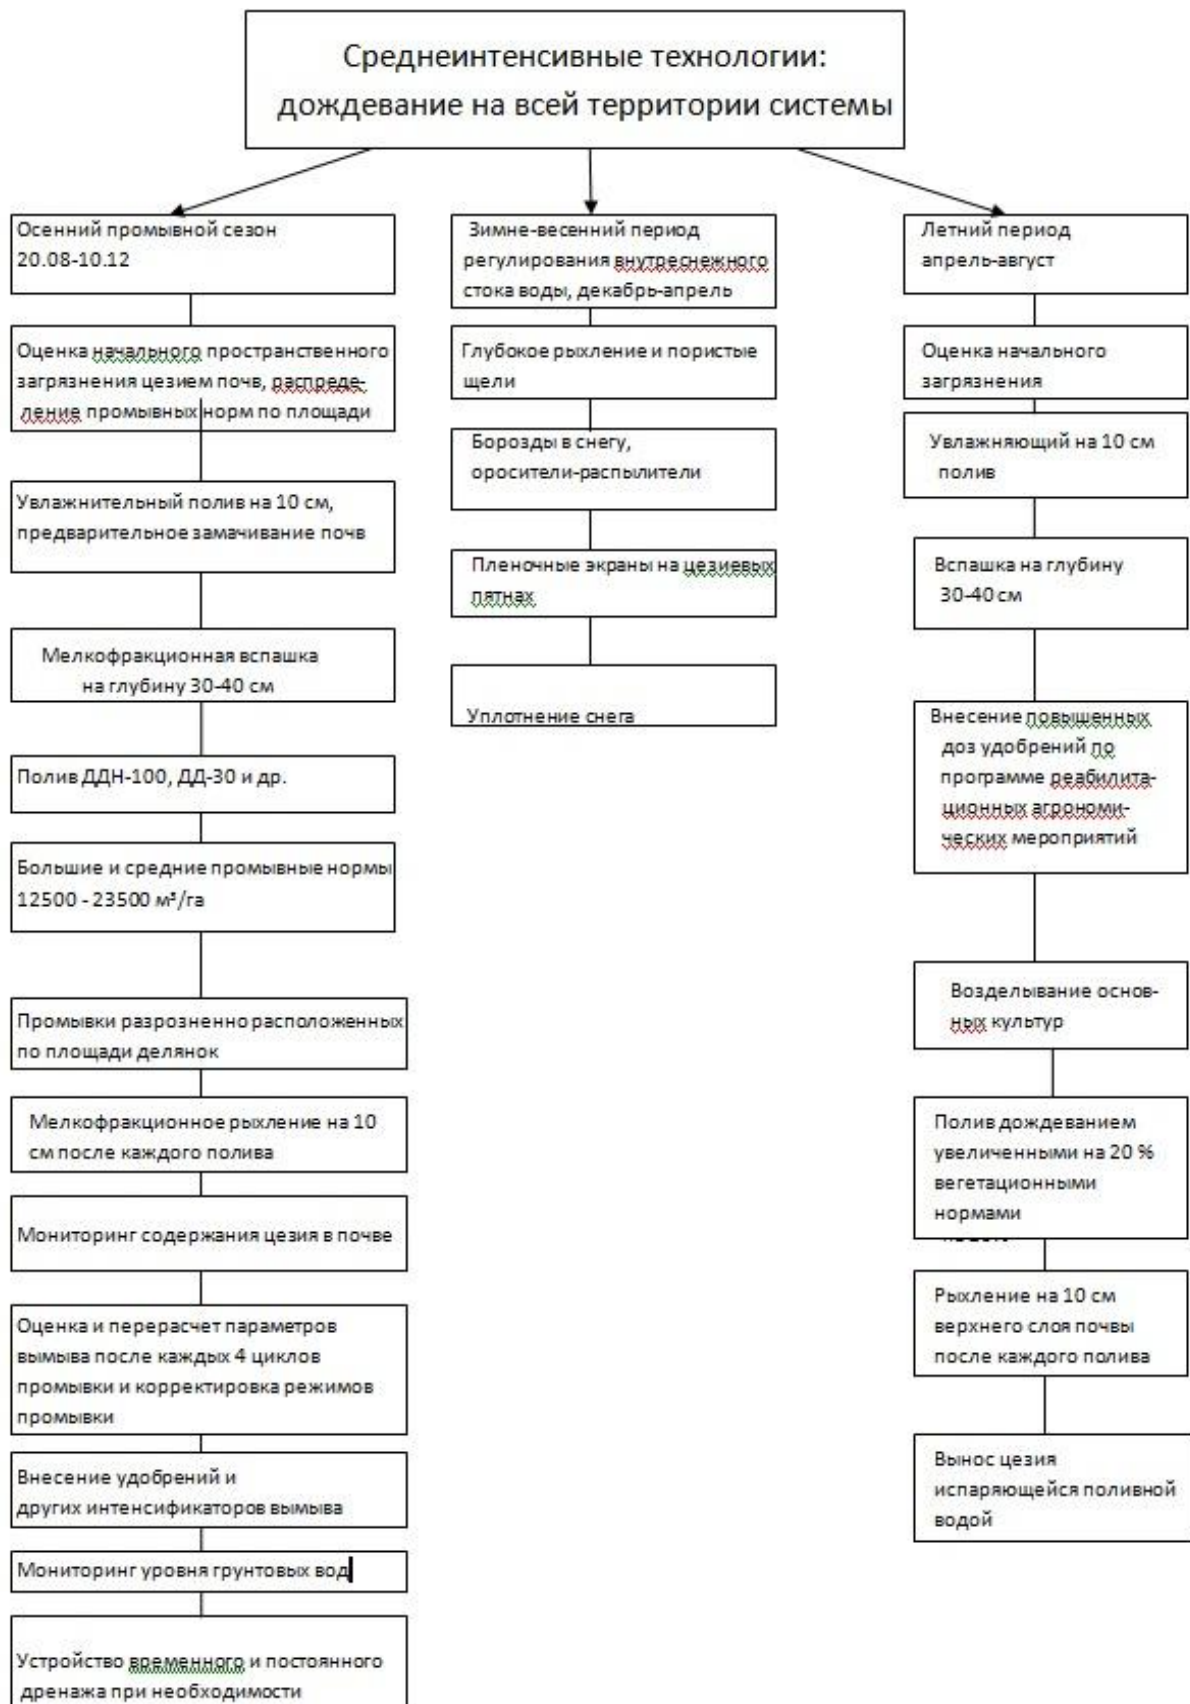 Среднеинтенсивные технологии:
дождевание на всей территории системы
Осенний промывной сезон
20.08-10.12
Оценка начального пространственного
загрязнения цезием почв, распреде-
ление промывных норм по площади
Увлажнительный полив на 10 см,
предварительное замачивание почв
Мелкофракционная вспашка
на глубину 30-40 см
Полив ДДН-100, ДД-30 и др.
Большие и средние промывные нормы
12500 - 23500 м³/га
Промывки разрозненно расположенных
по площади делянок
Мелкофракционное рыхление на 10
см после каждого полива
Мониторинг содержания цезия в почве
Оценка и перерасчет параметров
вымыва после каждых 4 циклов
промывки и корректировка режимов
промывки
Внесение удобрений и
других интенсификаторов вымыва
Мониторинг уровня грунтовых вод
Устройство временного и постоянного
дренажа при необходимости
Зимне-весенний период
регулирования внутреснежного
стока воды, декабрь-апрель
Глубокое рыхление и пористые
щели
Борозды в снегу,
оросители-распылители
Пленочные экраны на цезиевых
пятнах
Уплотнение снега
Летний период
апрель-август
Оценка начального
загрязнения
Увлажняющий на 10 см
полив
Вспашка на глубину
30-40 см
Внесение повышенных
доз удобрений по
программе реабилита-
ционных агрономи-
ческих мероприятий
Возделывание основ-
ных культур
Полив дождеванием
увеличенными на 20 %
вегетационными
нормами
Рыхление на 10 см
верхнего слоя почвы
после каждого полива
Вынос цезия
испаряющейся поливной
водой